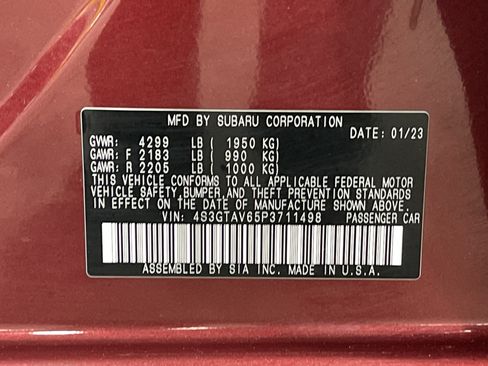 MFD BY SUBARU CORPORATION
DATE: 01/23
GVWR: 4299 LB ( 1950 KG)
GAWR: F 2183 LB ( 990 KG)
GAWR: R 2205 LB ( 1000 KG)
THIS VEHICLE CONFORMS TO ALL APPLICABLE FEDERAL MOTOR
VEHICLE SAFETY, BUMPER, AND THEFT PREVENTION STANDARDS
IN EFFECT ON THE DATE OF MANUFACTURE SHOWN ABOVE.
VIN: 4S3GTAV65P3711498 PASSENGER CAR
ASSEMBLED BY SIA INC. MADE IN U.S.A.